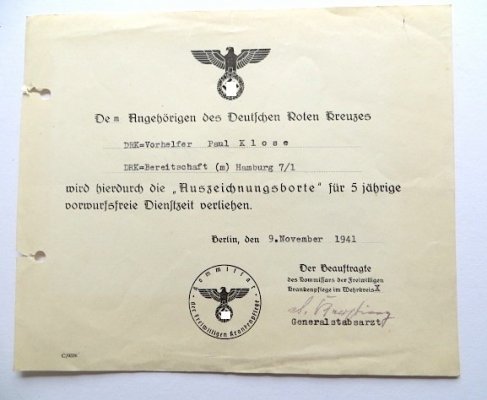 Dem Angehörigen des Deutschen Roten Kreuzes
DRK=Vorhelfer Paul Klose
DRK=Bereitschaft (m) Hamburg 7/1
wird hierdurch die „Auszeichnungsborte“ für 5 jährige
vorwurfsfreie Dienstzeit verliehen.
Berlin, den 9.November 1941
Der Beauftragte
des Kommissars der Freiwilligen
Krankenpflege im Wehrkreis X
Generalstabsarzt
Kommissar
der Freiwilligen Krankenpflege